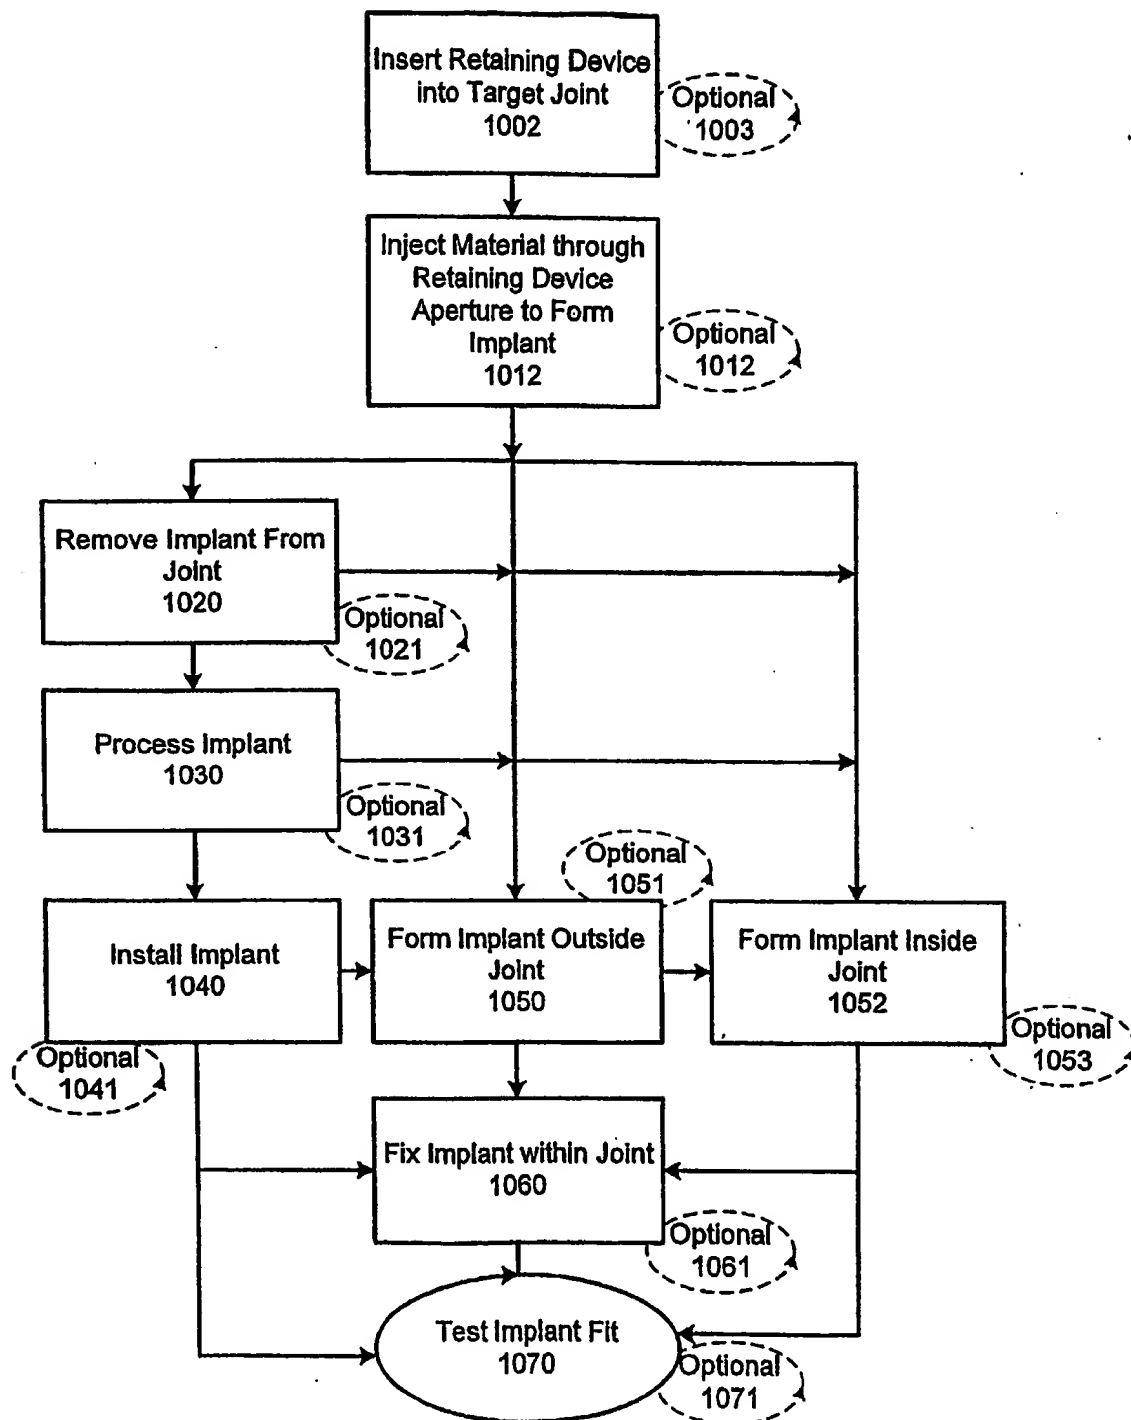 Insert Retaining Device
into Target Joint
1002
Optional
1003
Inject Material through
Retaining Device
Aperture to Form
Implant
1012
Optional
1012
Remove Implant From
Joint
1020
Optional
1021
Process Implant
1030
Optional
1031
Optional
1051
Install Implant
1040
Form Implant Outside
Joint
1050
Form Implant Inside
Joint
1052
Optional
1041
Optional
1053
Fix Implant within Joint
1060
Optional
1061
Test Implant Fit
1070
Optional
1071